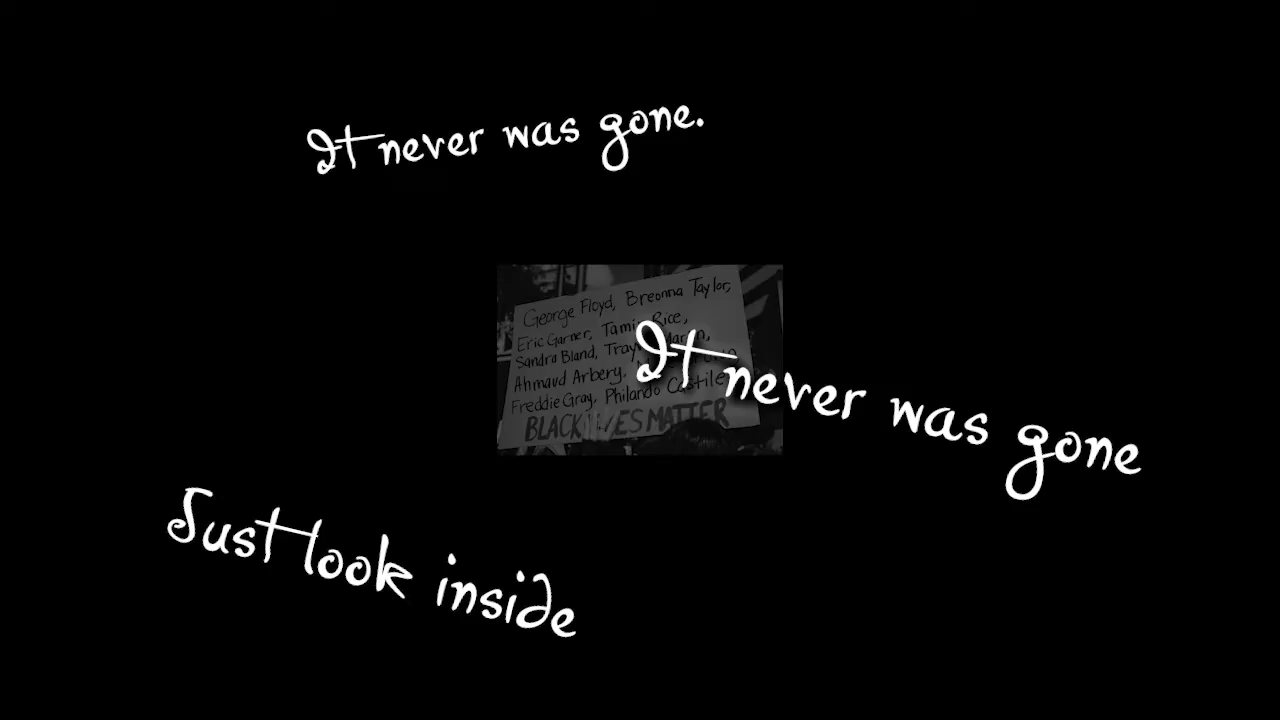 It never was gone.
George Floyd, Breonna Taylor,
Eric Garner, Tamir Rice,
Sandra Bland,
Ahmaud Arbery,
Freddie Gray, Philando Castile
BLACK LIVES MATTER
It never was gone
Just look inside